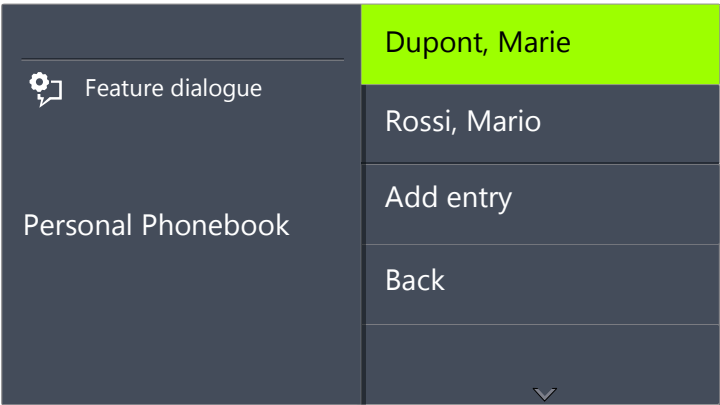 Feature dialogue
Personal Phonebook
Dupont, Marie
Rossi, Mario
Add entry
Back